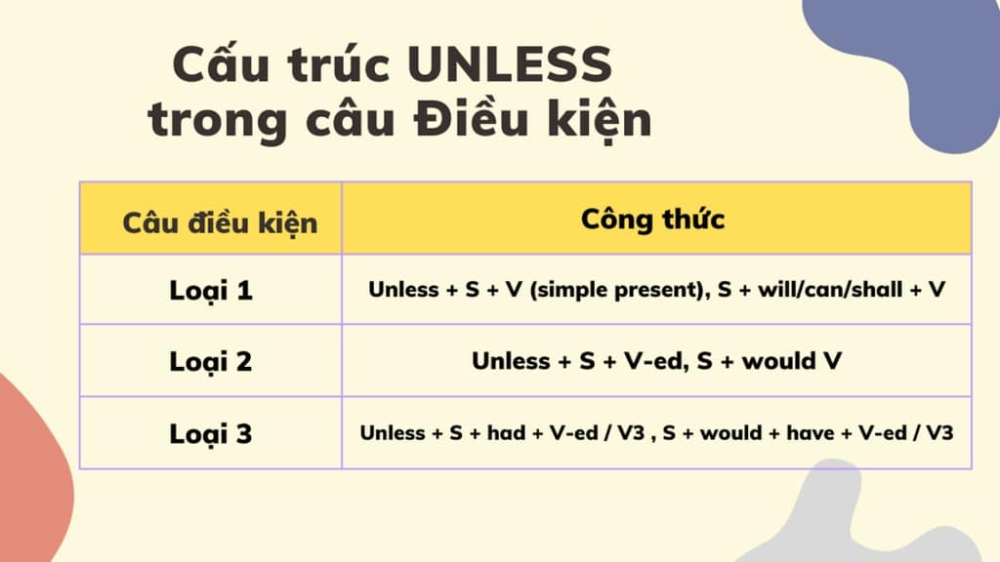 Cấu trúc UNLESS
trong câu Điều kiện
Câu điều kiện
Công thức
Loại 1
Unless + S + V (simple present), S + will/can/shall + V
Loại 2
Unless + S + V-ed, S + would V
Loại 3
Unless + S + had + V-ed / V3 , S + would + have + V-ed / V3